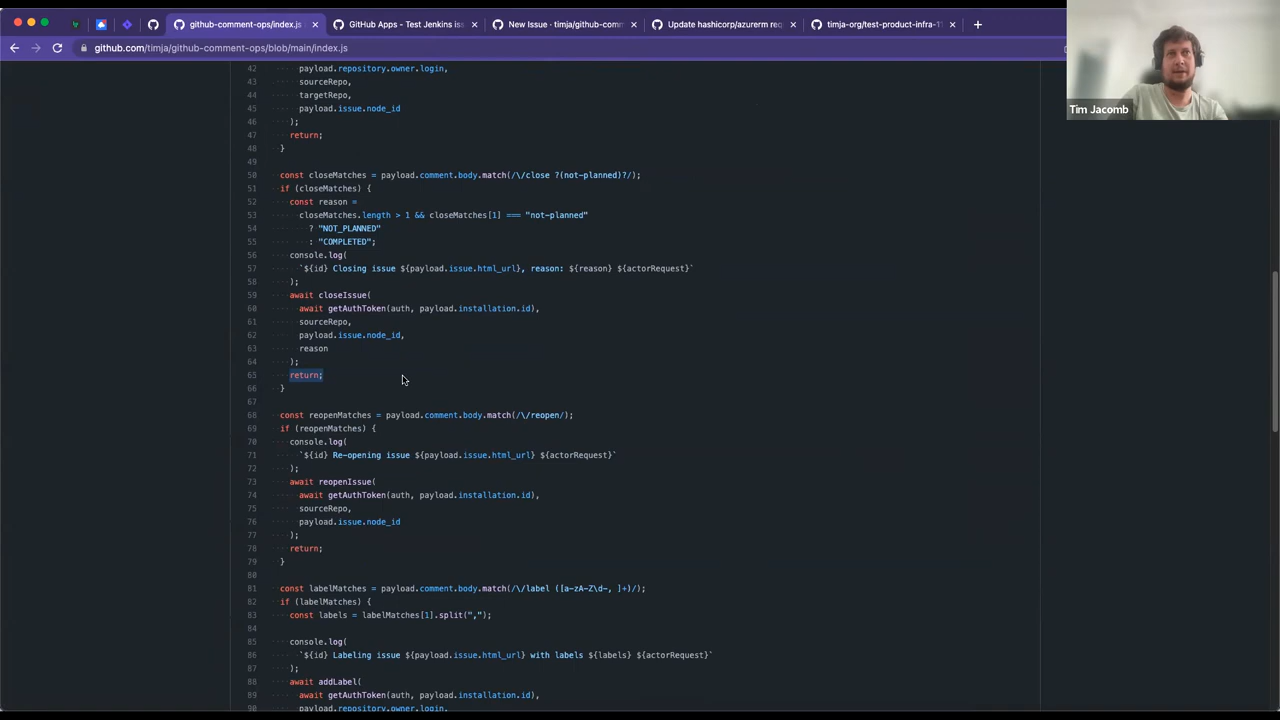 github-comment-ops/index.js
GitHub Apps - Test Jenkins is
New Issue · timja/github-com
Update hashicorp/azurerm req
timja-org/test-product-infra-1
github.com/timja/github-comment-ops/blob/main/index.js
Tim Jacomb
42 payload.repository.owner.login,
43 sourceRepo,
44 targetRepo,
45 payload.issue.node_id
46 );
47 return;
48 }
49
50 const closeMatches = payload.comment.body.match(/\/close ?(not-planned)?/);
51 if (closeMatches) {
52 const reason =
53 closeMatches.length > 1 && closeMatches[1] === "not-planned"
54 ? "NOT_PLANNED"
55 : "COMPLETED";
56 console.log(
57 `${id} Closing issue ${payload.issue.html_url}, reason: ${reason} ${actorRequest}`
58 );
59 await closeIssue(
60 await getAuthToken(auth, payload.installation.id),
61 sourceRepo,
62 payload.issue.node_id,
63 reason
64 );
65 return;
66 }
67
68 const reopenMatches = payload.comment.body.match(/\/reopen/);
69 if (reopenMatches) {
70 console.log(
71 `${id} Re-opening issue ${payload.issue.html_url} ${actorRequest}`
72 );
73 await reopenIssue(
74 await getAuthToken(auth, payload.installation.id),
75 sourceRepo,
76 payload.issue.node_id
77 );
78 return;
79 }
80
81 const labelMatches = payload.comment.body.match(/\/label ([a-zA-Z\d-, ]+)/);
82 if (labelMatches) {
83 const labels = labelMatches[1].split(",");
84
85 console.log(
86 `${id} Labeling issue ${payload.issue.html_url} with labels ${labels} ${actorRequest}`
87 );
88 await addLabel(
89 await getAuthToken(auth, payload.installation.id),
90 payload.repository.owner.login,